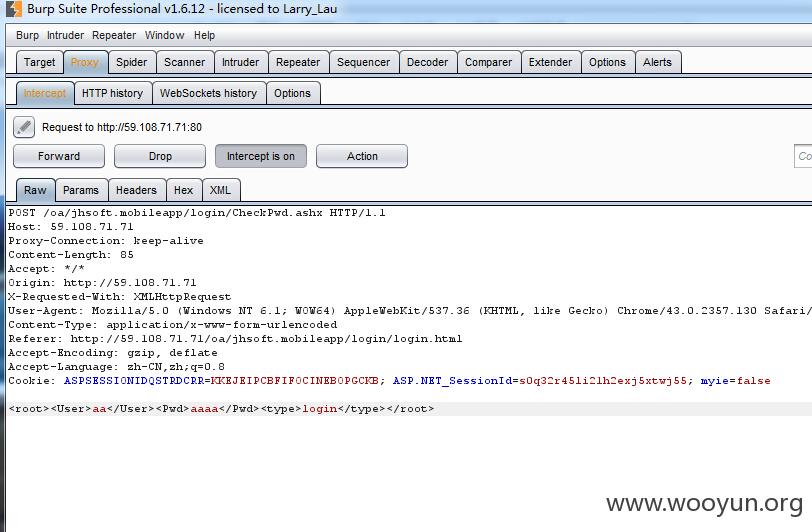 Burp Suite Professional v1.6.12 - licensed to Larry_Lau
Burp Intruder Repeater Window Help
Target Proxy Spider Scanner Intruder Repeater Sequencer Decoder Comparer Extender Options Alerts
Intercept HTTP history WebSockets history Options
Request to http://59.108.71.71:80
Forward Drop Intercept is on Action Co
Raw Params Headers Hex XML
POST /oa/jhsoft.mobileapp/login/CheckPwd.ashx HTTP/1.1
Host: 59.108.71.71
Proxy-Connection: keep-alive
Content-Length: 85
Accept: */*
Origin: http://59.108.71.71
X-Requested-With: XMLHttpRequest
User-Agent: Mozilla/5.0 (Windows NT 6.1; WOW64) AppleWebKit/537.36 (KHTML, like Gecko) Chrome/43.0.2357.130 Safari/
Content-Type: application/x-www-form-urlencoded
Referer: http://59.108.71.71/oa/jhsoft.mobileapp/login/login.html
Accept-Encoding: gzip, deflate
Accept-Language: zh-CN,zh;q=0.8
Cookie: ASPSESSIONIDQSTRDCRR=KKEJEIPCBFIFOCINEBOPGCKB; ASP.NET_SessionId=s0q32r45li2lh2exj5xtwj55; myie=false
<root><User>aa</User><Pwd>aaaa</Pwd><type>login</type></root>
www.wooyun.org